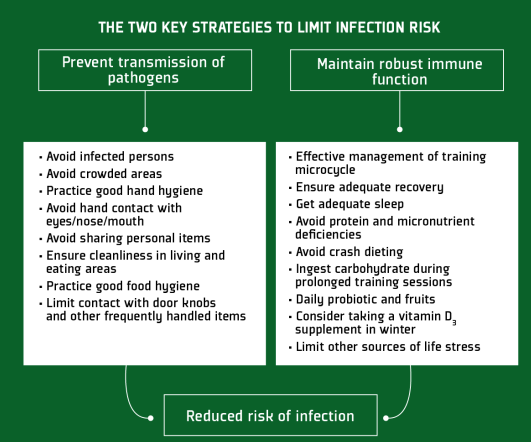 THE TWO KEY STRATEGIES TO LIMIT INFECTION RISK
Prevent transmission of
pathogens
• Avoid infected persons
• Avoid crowded areas
• Practice good hand hygiene
• Avoid hand contact with
eyes/nose/mouth
• Avoid sharing personal items
• Ensure cleanliness in living and
eating areas
• Practice good food hygiene
• Limit contact with door knobs
and other frequently handled items
Maintain robust immune
function
• Effective management of training
microcycle
• Ensure adequate recovery
• Get adequate sleep
• Avoid protein and micronutrient
deficiencies
• Avoid crash dieting
• Ingest carbohydrate during
prolonged training sessions
• Daily probiotic and fruits
• Consider taking a vitamin D₃
supplement in winter
• Limit other sources of life stress
Reduced risk of infection